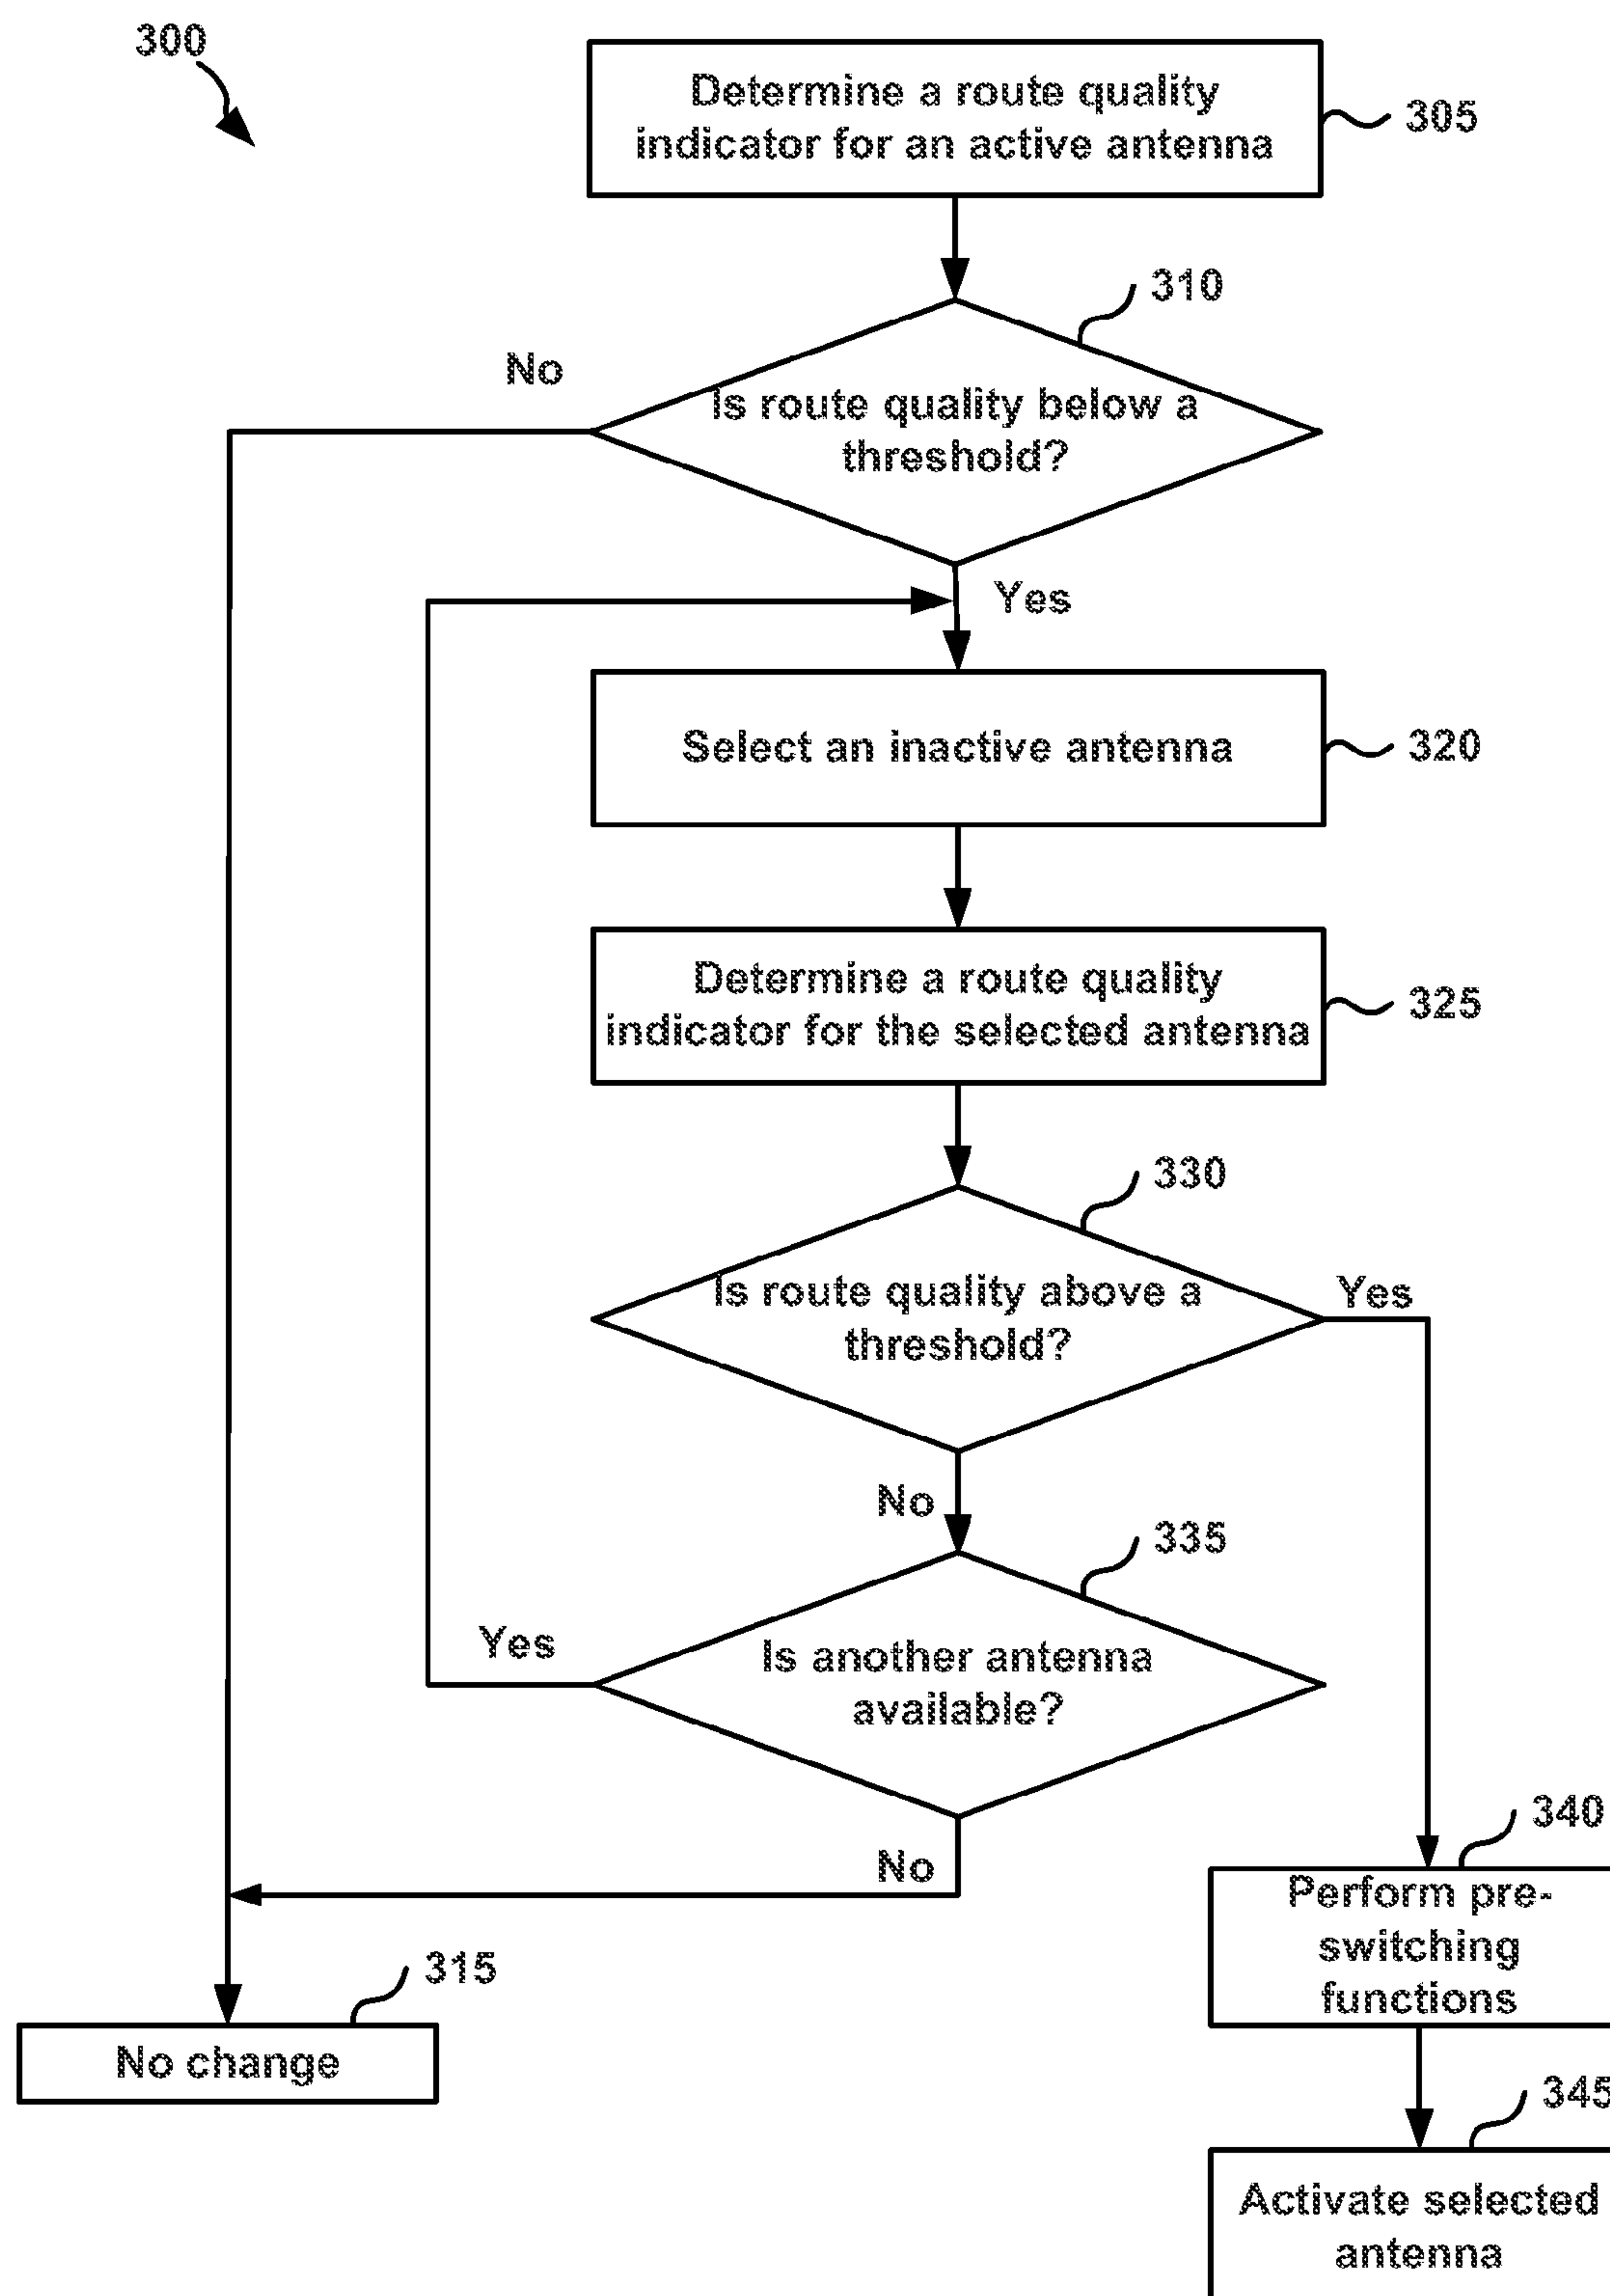 300
Determine a route quality
indicator for an active antenna
305
310
No
Is route quality below a
threshold?
Yes
Select an inactive antenna
320
Determine a route quality
indicator for the selected antenna
325
330
Is route quality above a
threshold?
Yes
No
335
Yes
Is another antenna
available?
No
340
Perform pre-
switching
functions
315
No change
345
Activate selected
antenna